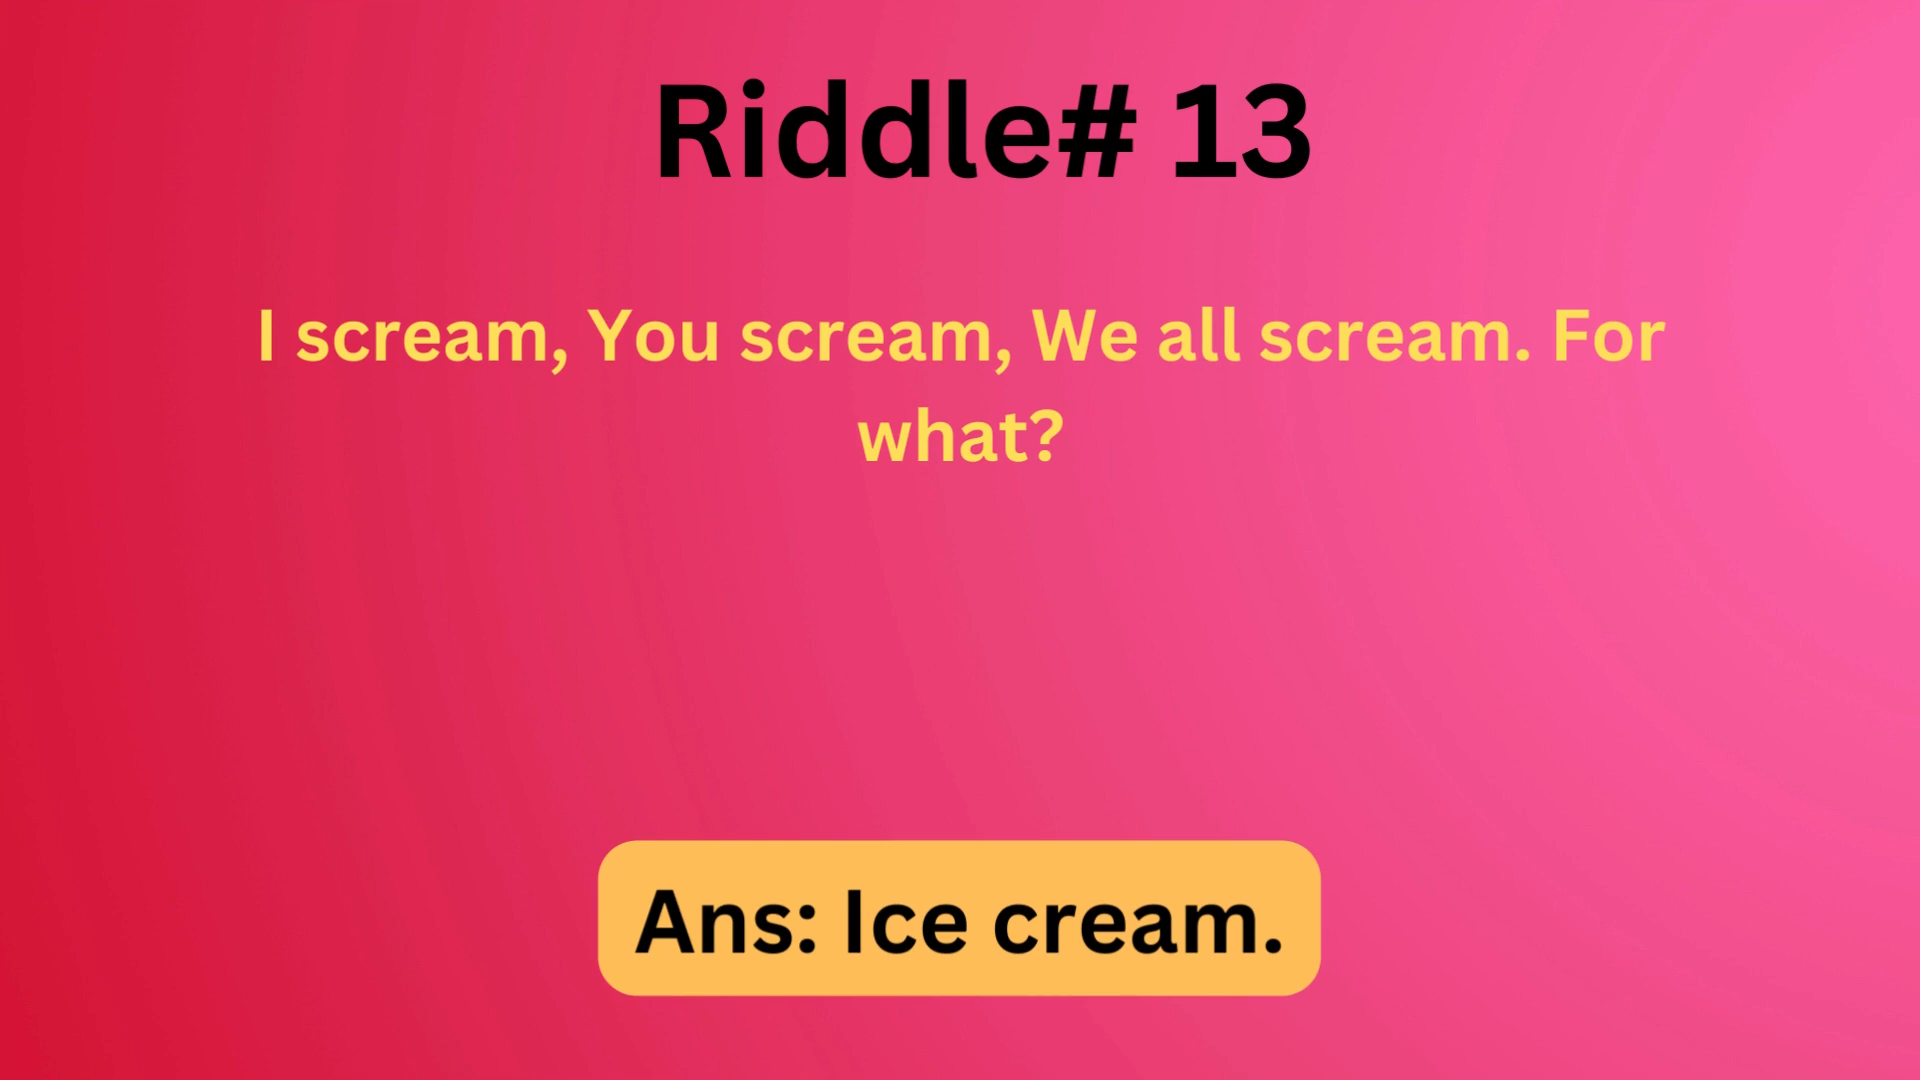 Riddle# 13
I scream, You scream, We all scream. For
what?
Ans: Ice cream.